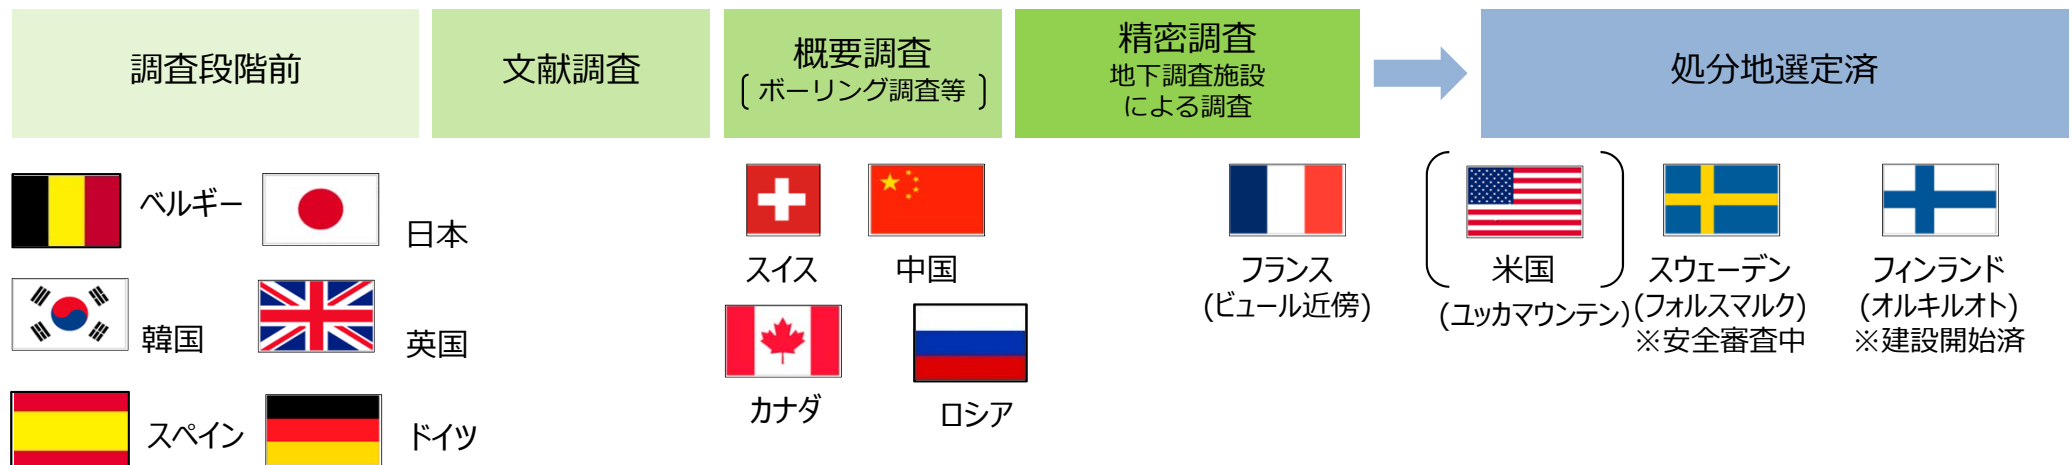 調査段階前
文献調査
概要調査
〔ボーリング調査等〕
精密調査
地下調査施設
による調査
処分地選定済
ベルギー
日本
韓国
英国
スペイン
ドイツ
スイス
中国
カナダ
ロシア
フランス
(ビュール近傍)
米国
(ユッカマウンテン)
スウェーデン
(フォルスマルク)
※安全審査中
フィンランド
(オルキルオト)
※建設開始済